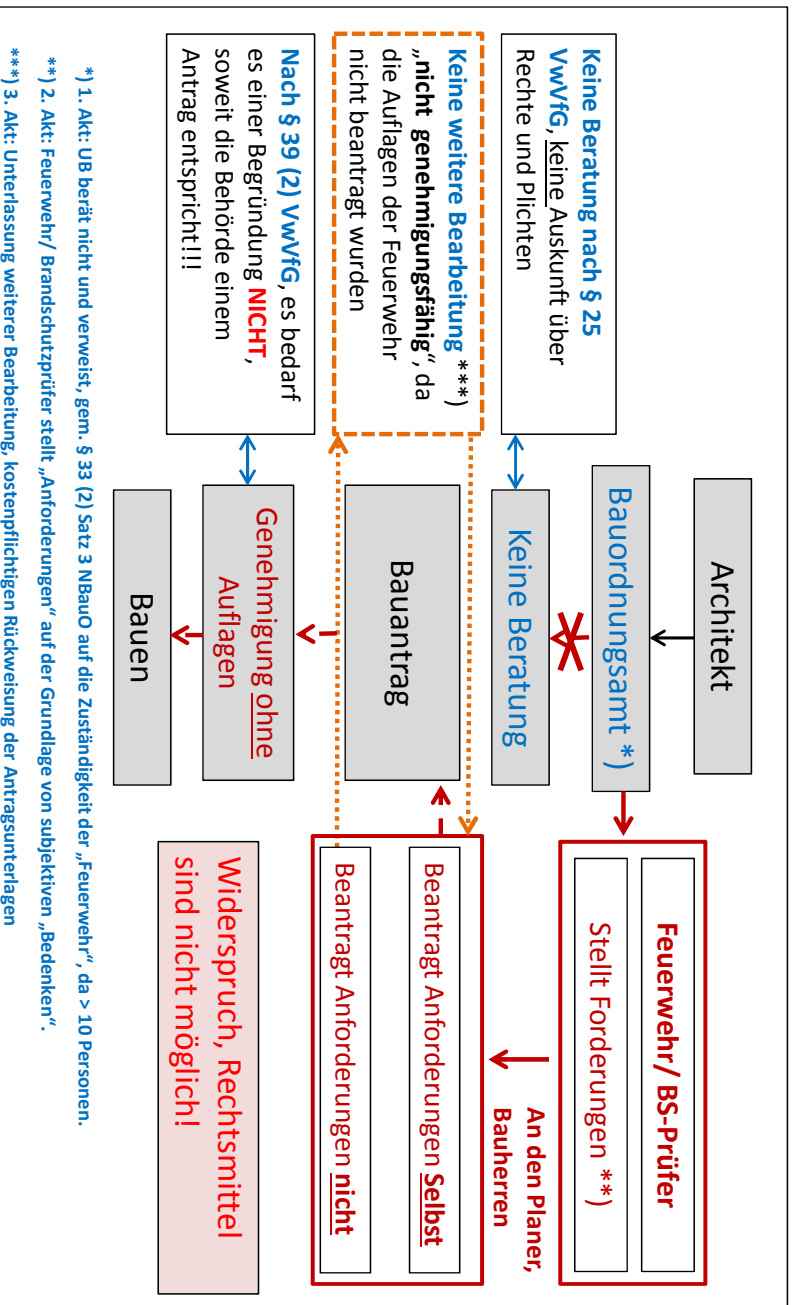 Architekt
Bauordnungsamt *)
Keine Beratung
Bauantrag
Genehmigung ohne
Auflagen
Bauen
Keine Beratung nach § 25
VwVfG, keine Auskunft über
Rechte und Plichten
Keine weitere Bearbeitung ***)
„nicht genehmigungsfähig“, da
die Auflagen der Feuerwehr
nicht beantragt wurden
Nach § 39 (2) VwVfG, es bedarf
es einer Begründung NICHT,
soweit die Behörde einem
Antrag entspricht!!!
Feuerwehr/ BS-Prüfer
Stellt Forderungen **)
An den Planer,
Bauherren
Beantragt Anforderungen Selbst
Beantragt Anforderungen nicht
Widerspruch, Rechtsmittel
sind nicht möglich!
*) 1. Akt: UB berät nicht und verweist, gem. § 33 (2) Satz 3 NBauO auf die Zuständigkeit der „Feuerwehr“, da > 10 Personen.
**) 2. Akt: Feuerwehr/ Brandschutzprüfer stellt „Anforderungen“ auf der Grundlage von subjektiven „Bedenken“.
***) 3. Akt: Unterlassung weiterer Bearbeitung, kostenpflichtigen Rückweisung der Antragsunterlagen